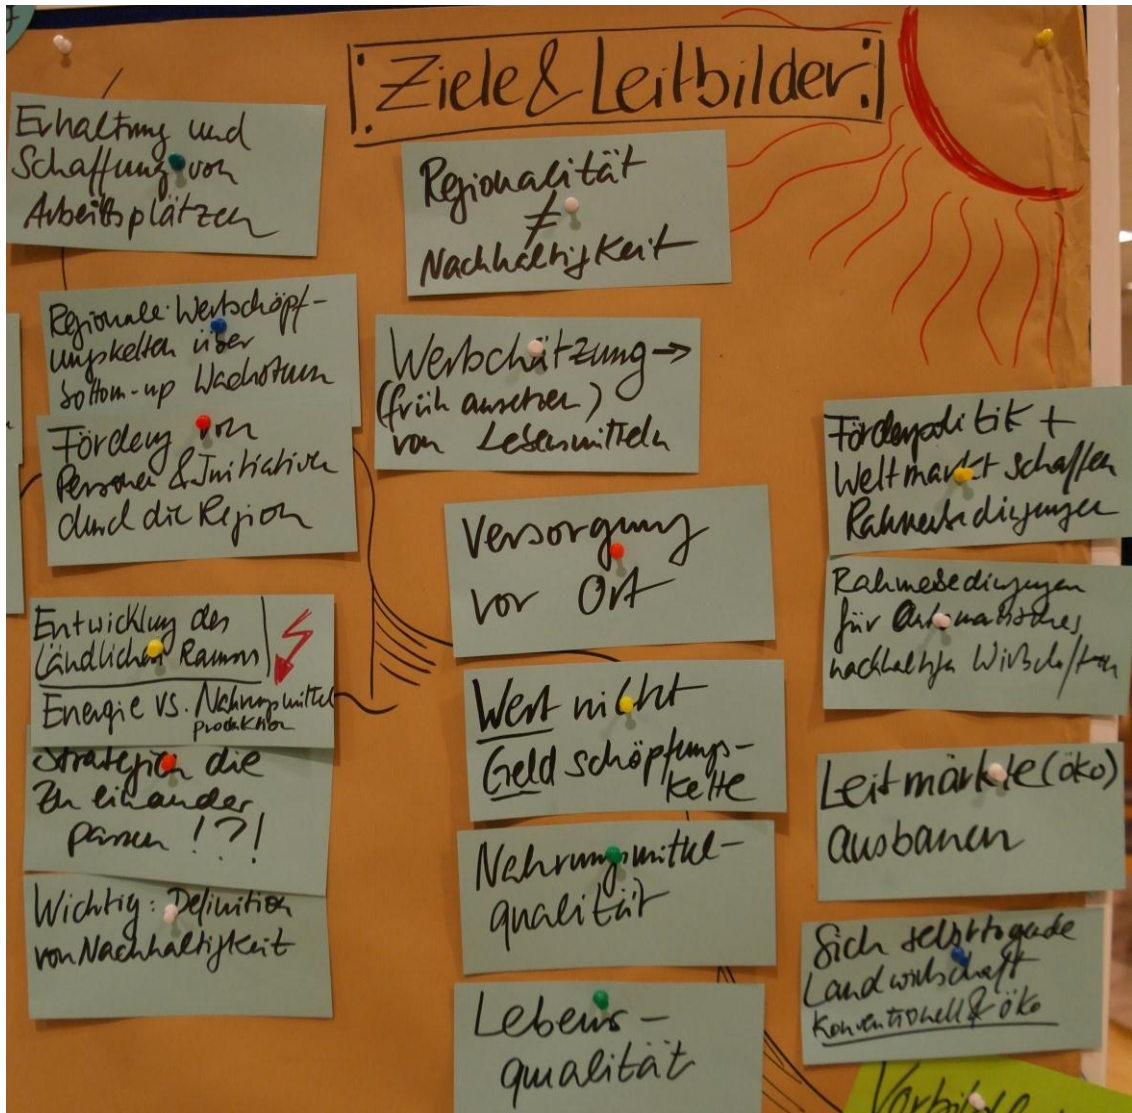 Ziele & Leitbilder
Erhaltung und
Schaffung von
Arbeitsplätzen
Regionale Wertschöpf-
ungsketten über
bottom-up Wachstum
Förderung von
Personen & Initiativen
durch die Region
Entwicklung des
Ländlichen Raumes
Energie vs. Nahrungsmittel
produktion
Strategien die
zu einander
passen !?!
Wichtig: Definition
von Nachhaltigkeit
Regionalität
≠
Nachhaltigkeit
Wertschätzung →
(früh ansetzen)
von Lebensmitteln
Versorgung
vor Ort
Wert nicht
Geld schöpfungs-
kette
Nahrungsmittel-
qualität
Lebens-
qualität
Förderpolitik +
Weltmarkt schaffen
Rahmenbedingungen
Rahmenbedingungen
für automatisches
nachhaltiges Wirtschaften
Leitmärkte (öko)
ausbauen
Sich selbsttragende
Landwirtschaft
konventionell & öko